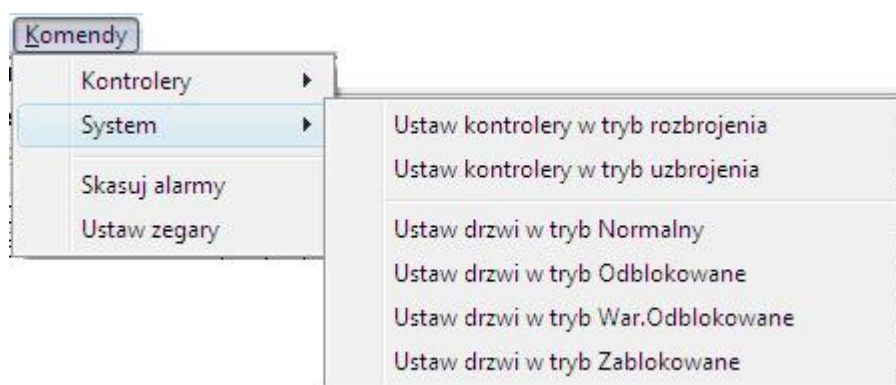 Komendy
Kontrolery
System
Skasuj alarmy
Ustaw zegary
Ustaw kontrolery w tryb rozbrojenia
Ustaw kontrolery w tryb uzbrojenia
Ustaw drzwi w tryb Normalny
Ustaw drzwi w tryb Odblokowane
Ustaw drzwi w tryb War.Odblokowane
Ustaw drzwi w tryb Zablokowane